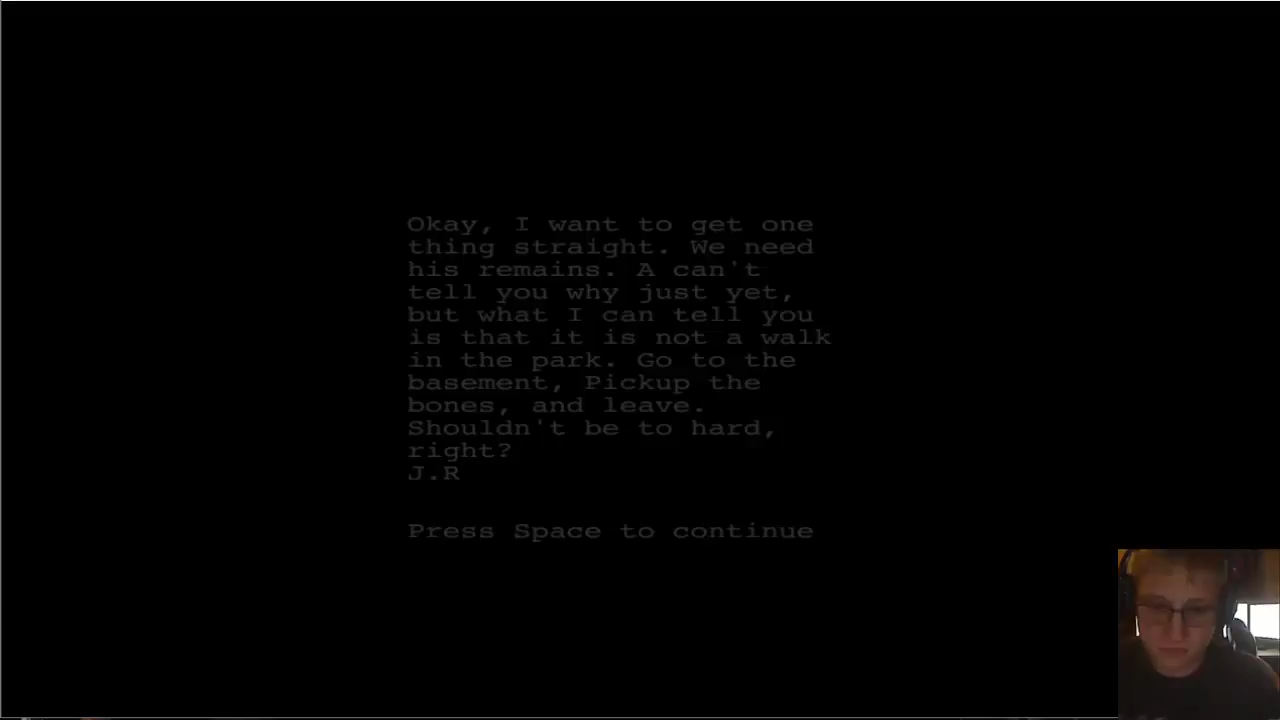 Okay, I want to get one
thing straight. We need
his remains. A can't
tell you why just yet,
but what I can tell you
is that it is not a walk
in the park. Go to the
basement, Pickup the
bones, and leave.
Shouldn't be to hard,
right?
J.R
Press Space to continue